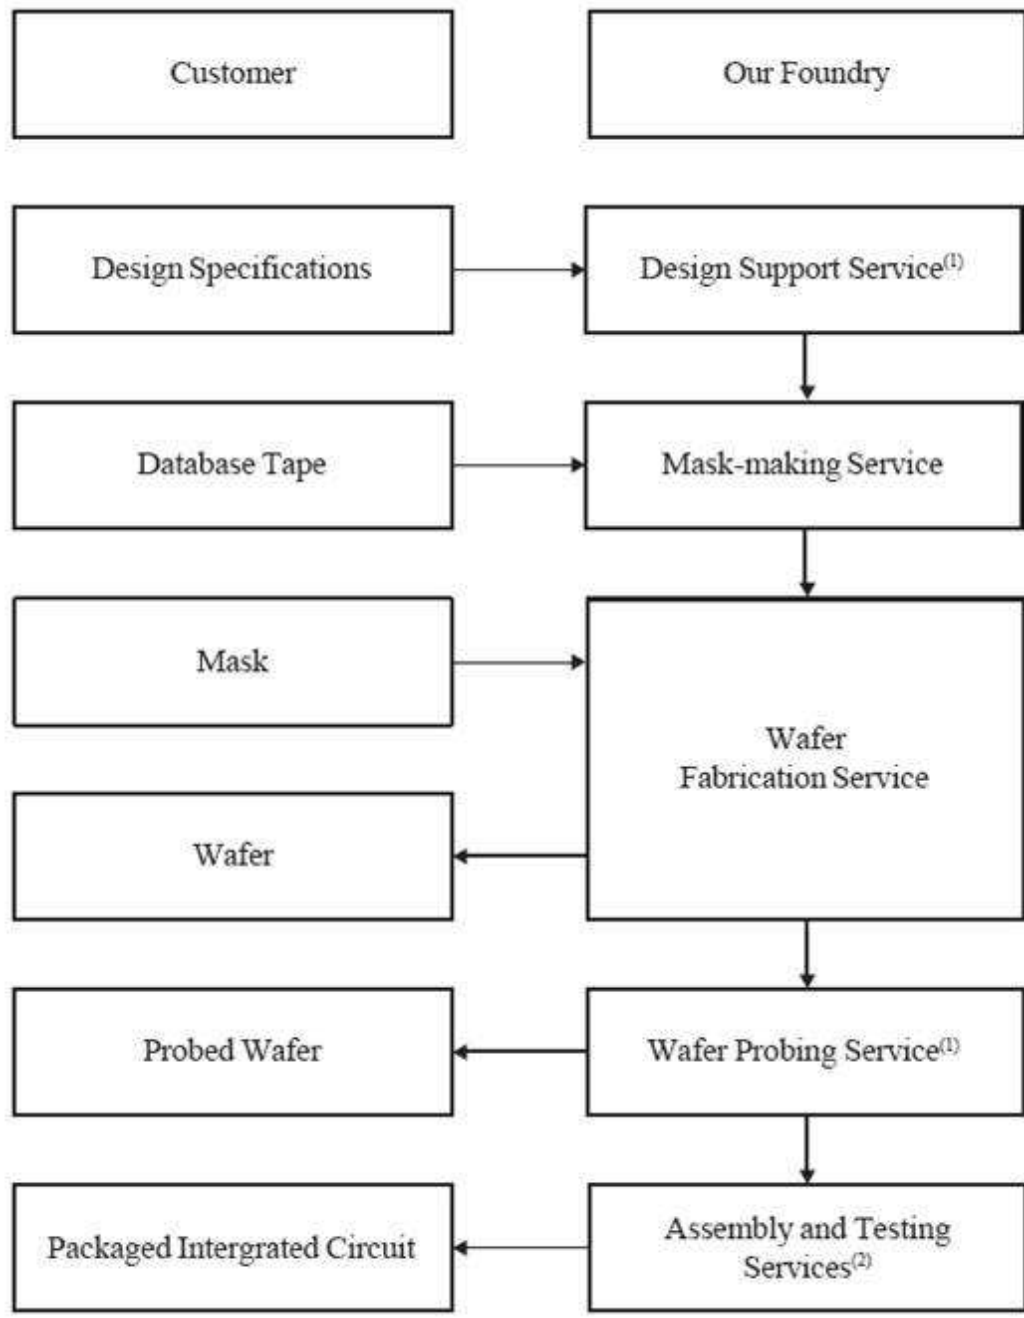 Customer
Our Foundry
Design Specifications
Design Support Service(1)
Database Tape
Mask-making Service
Mask
Wafer
Fabrication Service
Wafer
Probed Wafer
Wafer Probing Service(1)
Packaged Intergrated Circuit
Assembly and Testing
Services(2)